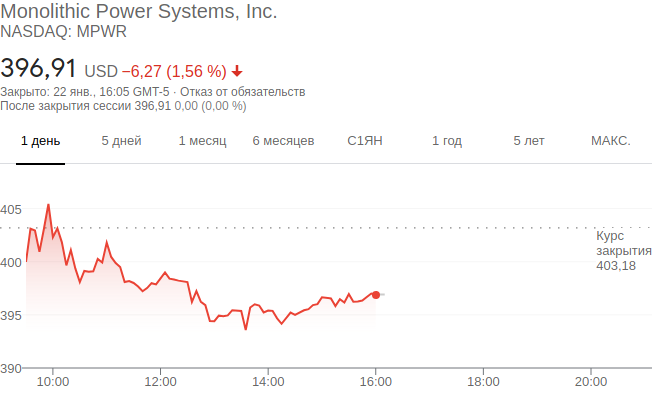 Monolithic Power Systems, Inc.
NASDAQ: MPWR
396,91 USD −6,27 (1,56 %)
Закрыто: 22 янв., 16:05 GMT-5 · Отказ от обязательств
После закрытия сессии 396,91 0,00 (0,00 %)
1 день 5 дней 1 месяц 6 месяцев С1ЯН 1 год 5 лет МАКС.
405
Курс
закрытия
400
403,18
395
390
10:00 12:00 14:00 16:00 18:00 20:00